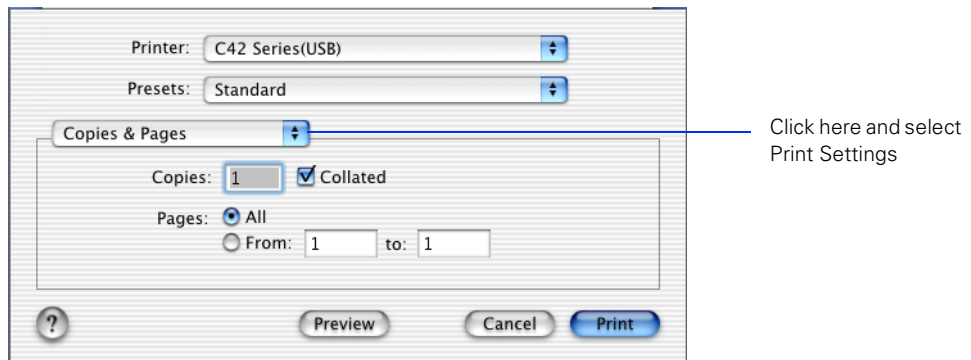 Printer: C42 Series(USB)
Presets: Standard
Copies & Pages
Click here and select
Print Settings
Copies: 1 Collated
Pages: All
From: 1 to: 1
? Preview Cancel Print